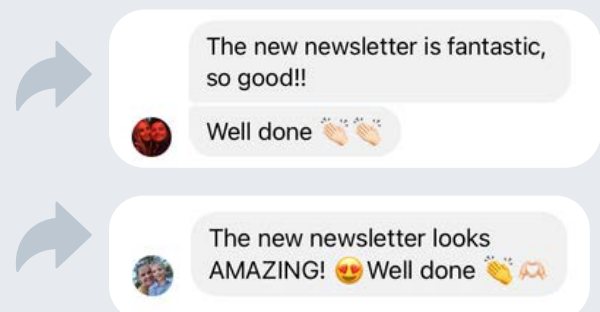 The new newsletter is fantastic,
so good!!
Well done 👏🏻👏🏻
The new newsletter looks
AMAZING! 😍 Well done 👏🫶🏻